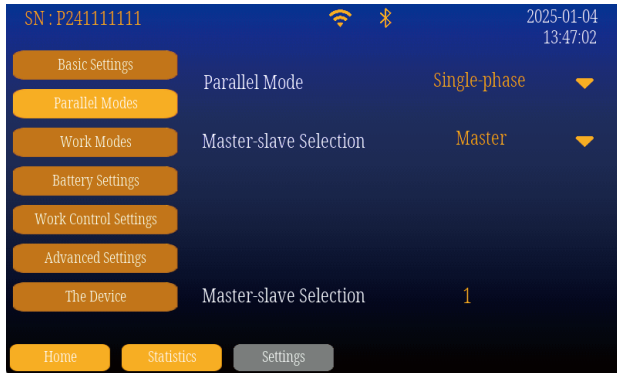 SN : P241111111
2025-01-04
13:47:02
Basic Settings
Parallel Modes
Work Modes
Battery Settings
Work Control Settings
Advanced Settings
The Device
Parallel Mode
Single-phase
Master-slave Selection
Master
Master-slave Selection
1
Home
Statistics
Settings